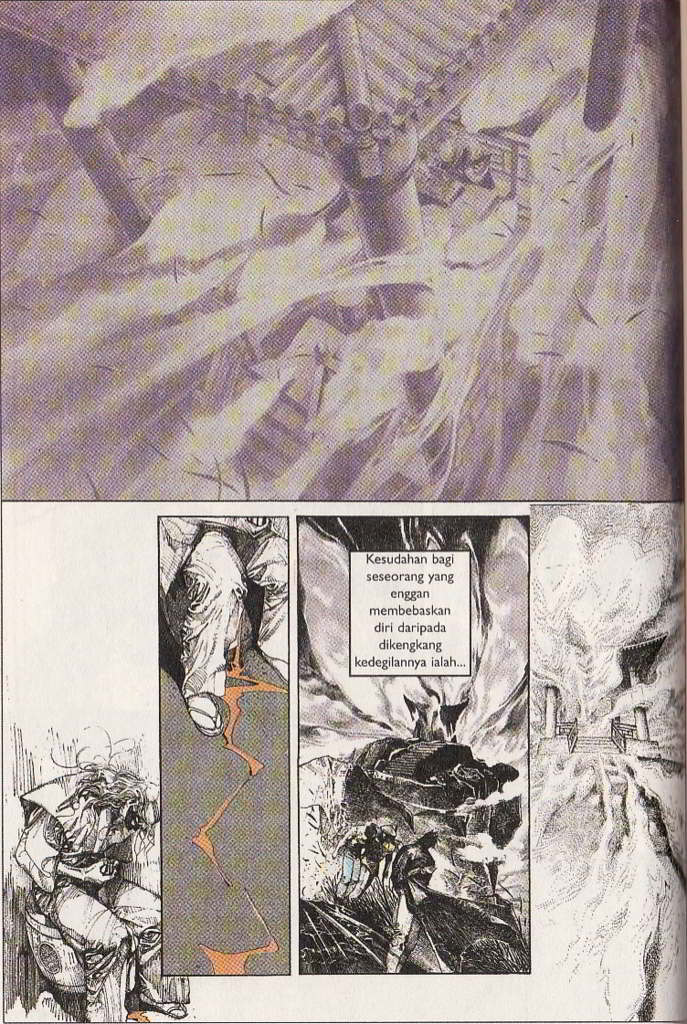 Kesudahan bagi
seseorang yang
enggan
membebaskan
diri daripada
dikengkang
kedegilannya ialah...